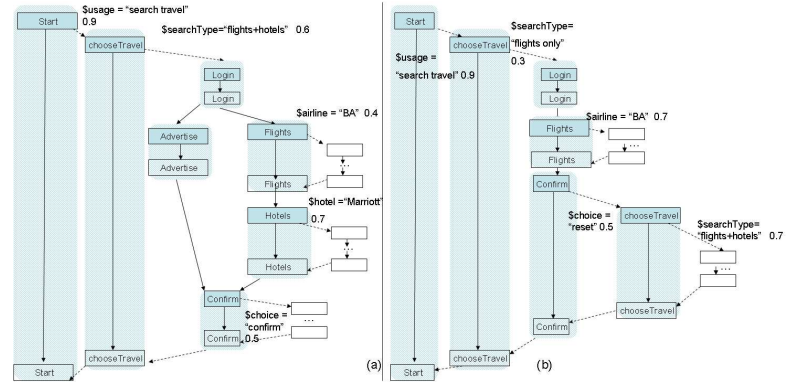 $usage = “search travel”
0.9
Start
$searchType=“flights+hotels” 0.6
chooseTravel
Login
Login
Advertise
Flights
$airline = “BA” 0.4
Advertise
...
Flights
$hotel =“Marriott”
Hotels
0.7
...
Hotels
Confirm
$choice =
“confirm”
0.5
...
Confirm
chooseTravel
Start
(a)
Start
$searchType=
chooseTravel
“flights only”
0.3
$usage =
“search travel” 0.9
Login
Login
$airline = “BA” 0.7
Flights
...
Flights
Confirm
$choice =
“reset” 0.5
chooseTravel
$searchType=
“flights+hotels” 0.7
...
chooseTravel
Confirm
chooseTravel
Start
(b)